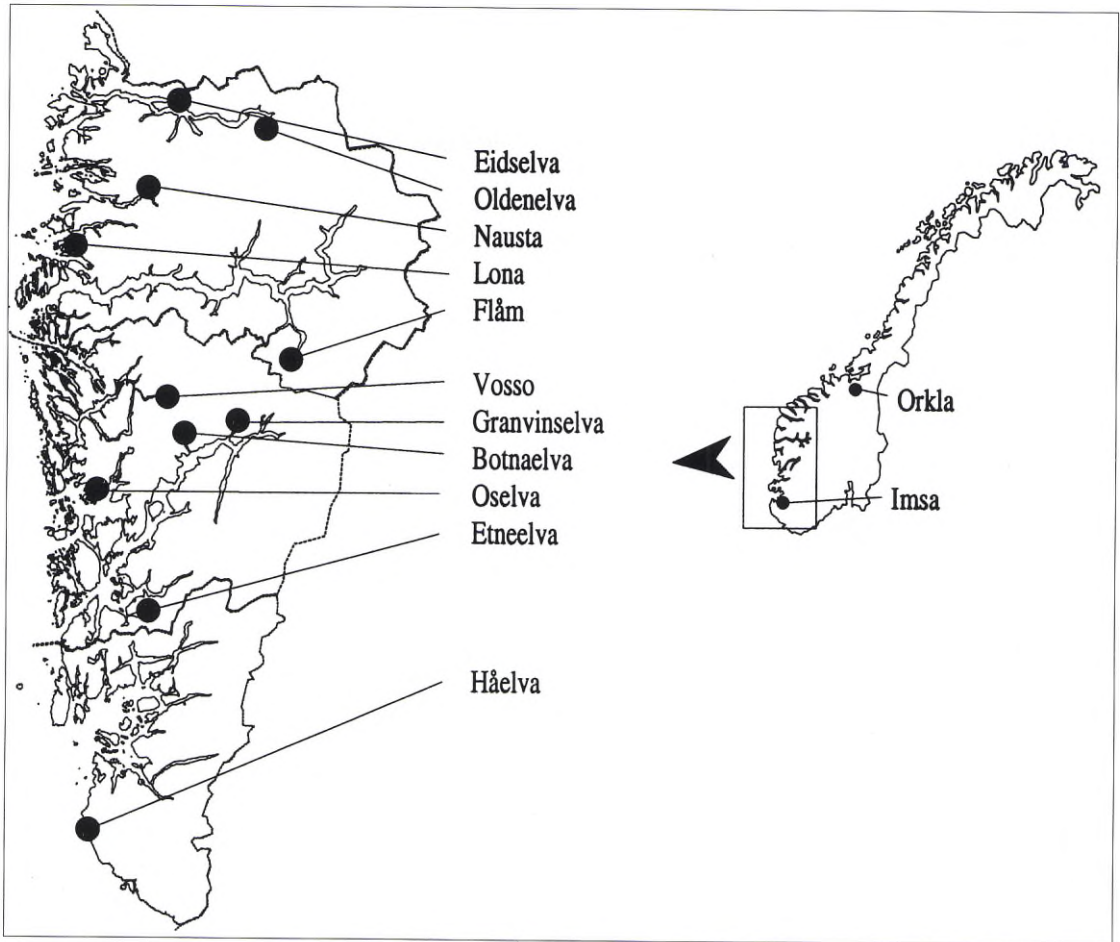 Eidselva
Oldenelva
Nausta
Lona
Flåm
Vosso
Granvinselva
Botnaelva
Oselva
Etneelva
Håelva
Orkla
Imsa